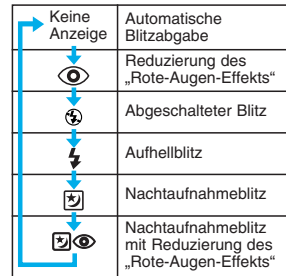 Keine Automatische
Anzeige Blitzabgabe
Reduzierung des
„Rote-Augen-Effekts“
Abgeschalteter Blitz
Aufhellblitz
Nachtaufnahmeblitz
Nachtaufnahmeblitz
mit Reduzierung des
„Rote-Augen-Effekts“